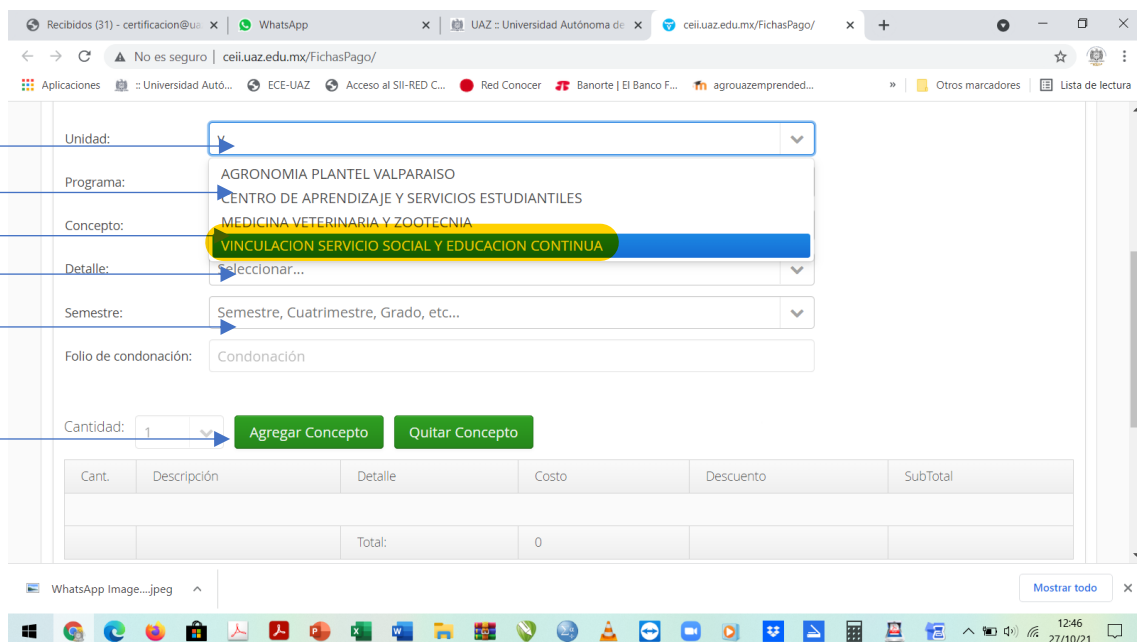 Recibidos (31) - certificacion@ua
WhatsApp
UAZ :: Universidad Autónoma de
ceii.uaz.edu.mx/FichasPago/
No es seguro | ceii.uaz.edu.mx/FichasPago/
Aplicaciones :: Universidad Autó... ECE-UAZ Acceso al SII-RED C... Red Conocer Banorte | El Banco F... agrouazemprended... » Otros marcadores Lista de lectura
Unidad:
Programa:
AGRONOMIA PLANTEL VALPARAISO
CENTRO DE APRENDIZAJE Y SERVICIOS ESTUDIANTILES
Concepto:
MEDICINA VETERINARIA Y ZOOTECNIA
VINCULACION SERVICIO SOCIAL Y EDUCACION CONTINUA
Detalle: Seleccionar...
Semestre: Semestre, Cuatrimestre, Grado, etc...
Folio de condonación: Condonación
Cantidad: 1 Agregar Concepto Quitar Concepto
Cant. Descripción Detalle Costo Descuento SubTotal
Total: 0
WhatsApp Image....jpeg Mostrar todo
12:46
27/10/21